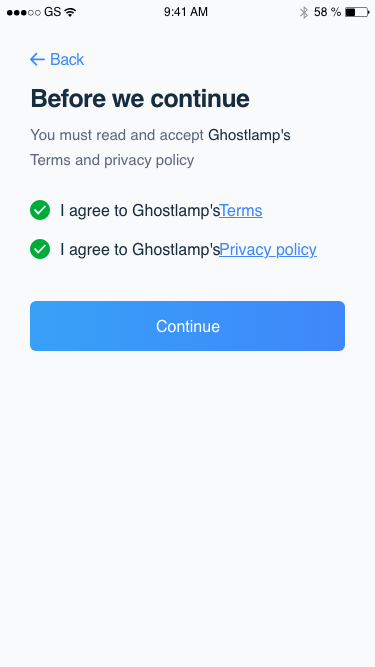 GS 9:41 AM 58 %
Back
Before we continue
You must read and accept Ghostlamp's
Terms and privacy policy
I agree to Ghostlamp'sTerms
I agree to Ghostlamp'sPrivacy policy
Continue